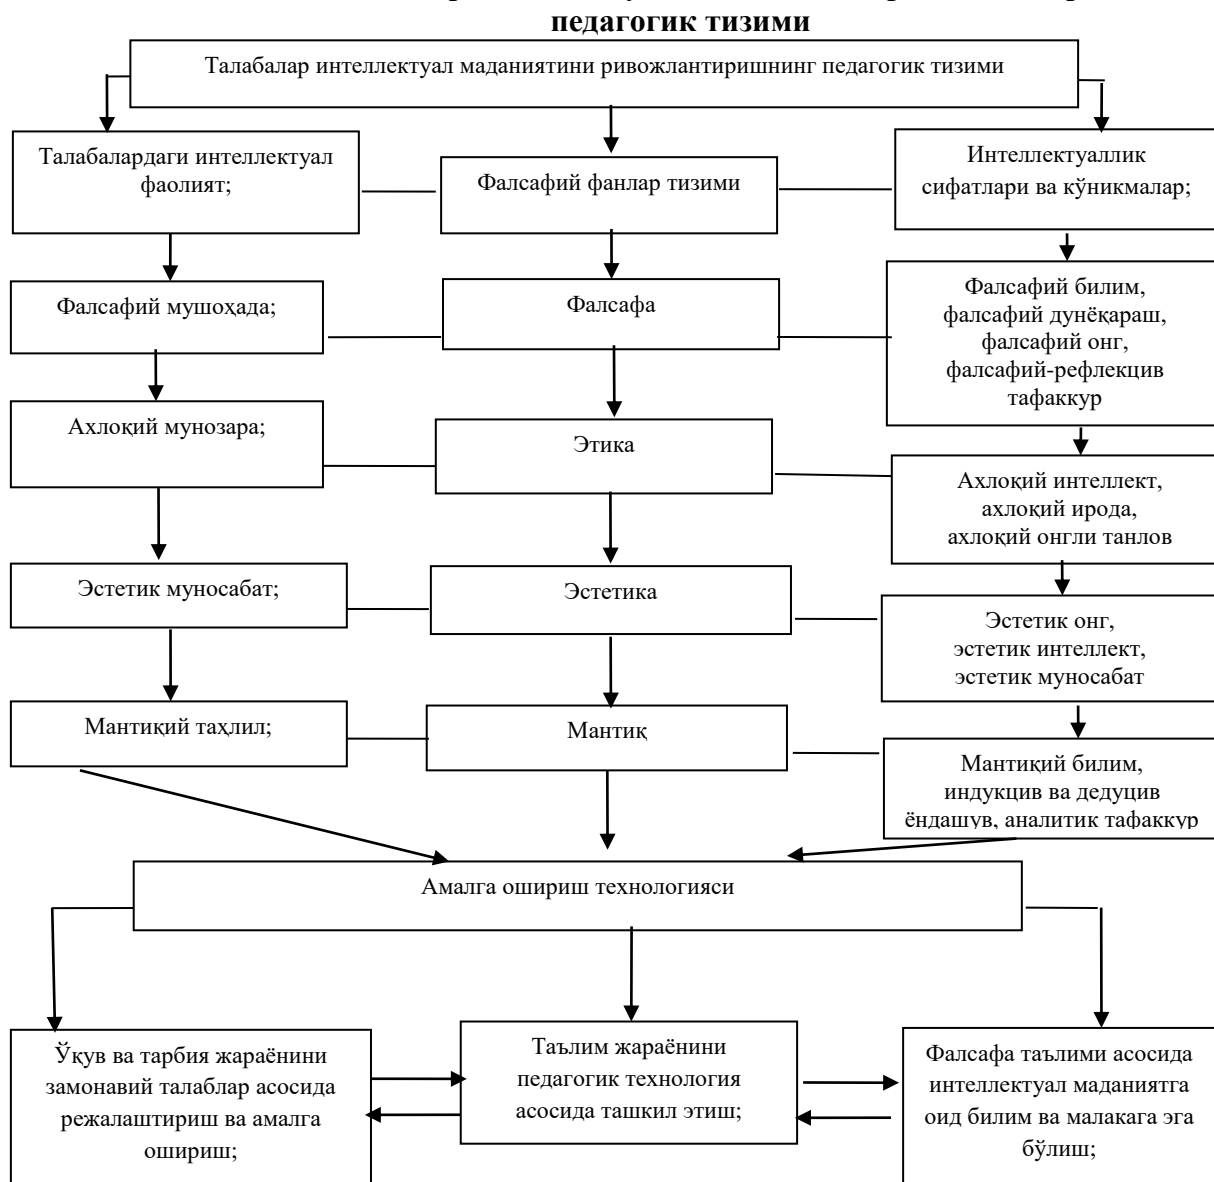 педагогик тизими
Талабалар интеллектуал маданиятини ривожлантиришнинг педагогик тизими
Талабалардаги интеллектуал
фаолият;
Фалсафий фанлар тизими
Интеллектуаллик
сифатлари ва кўникмалар;
Фалсафий мушоҳада;
Фалсафа
Фалсафий билим,
фалсафий дунёқараш,
фалсафий онг,
фалсафий-рефлекцив
тафаккур
Ахлоқий мунозара;
Этика
Ахлоқий интеллект,
ахлоқий ирода,
ахлоқий онгли танлов
Эстетик муносабат;
Эстетика
Эстетик онг,
эстетик интеллект,
эстетик муносабат
Мантиқий таҳлил;
Мантиқ
Мантиқий билим,
индукцив ва дедуцив
ёндашув, аналитик тафаккур
Амалга ошириш технологияси
Ўқув ва тарбия жараёнини
замонавий талаблар асосида
режалаштириш ва амалга
ошириш;
Таълим жараёнини
педагогик технология
асосида ташкил этиш;
Фалсафа таълими асосида
интеллектуал маданиятга
оид билим ва малакага эга
бўлиш;